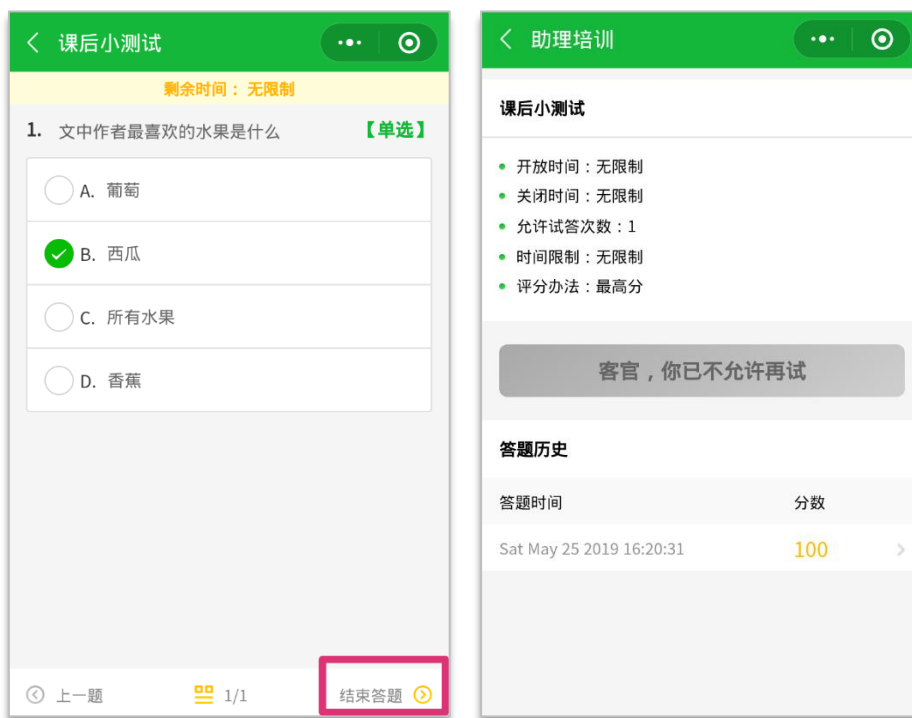 课后小测试
剩余时间：无限制
1. 文中作者最喜欢的水果是什么 【单选】
A. 葡萄
B. 西瓜
C. 所有水果
D. 香蕉
上一题 1/1 结束答题
助理培训
课后小测试
开放时间：无限制
关闭时间：无限制
允许试答次数：1
时间限制：无限制
评分办法：最高分
客官，你已不允许再试
答题历史
答题时间 分数
Sat May 25 2019 16:20:31 100